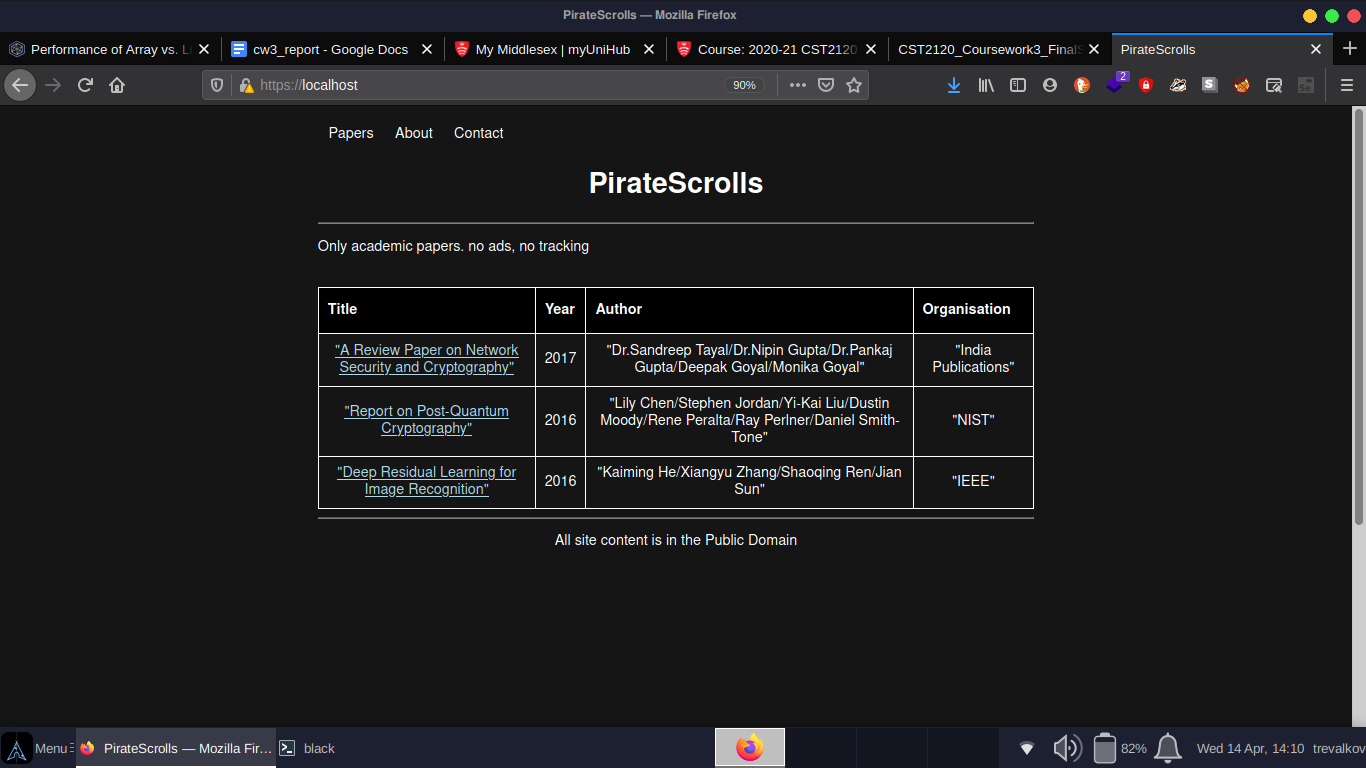 PirateScrolls — Mozilla Firefox
Performance of Array vs. Li
cw3_report - Google Docs
My Middlesex | myUniHub
Course: 2020-21 CST2120
CST2120_Coursework3_FinalS
PirateScrolls
https://localhost
90%
2
Papers About Contact
PirateScrolls
Only academic papers. no ads, no tracking
Title Year Author Organisation
"A Review Paper on Network
Security and Cryptography"
2017
"Dr.Sandreep Tayal/Dr.Nipin Gupta/Dr.Pankaj
Gupta/Deepak Goyal/Monika Goyal"
"India
Publications"
"Report on Post-Quantum
Cryptography"
2016
"Lily Chen/Stephen Jordan/Yi-Kai Liu/Dustin
Moody/Rene Peralta/Ray Perlner/Daniel Smith-
Tone"
"NIST"
"Deep Residual Learning for
Image Recognition"
2016
"Kaiming He/Xiangyu Zhang/Shaoqing Ren/Jian
Sun"
"IEEE"
All site content is in the Public Domain
Menu
PirateScrolls — Mozilla Fir...
black
82%
Wed 14 Apr, 14:10
trevalkov